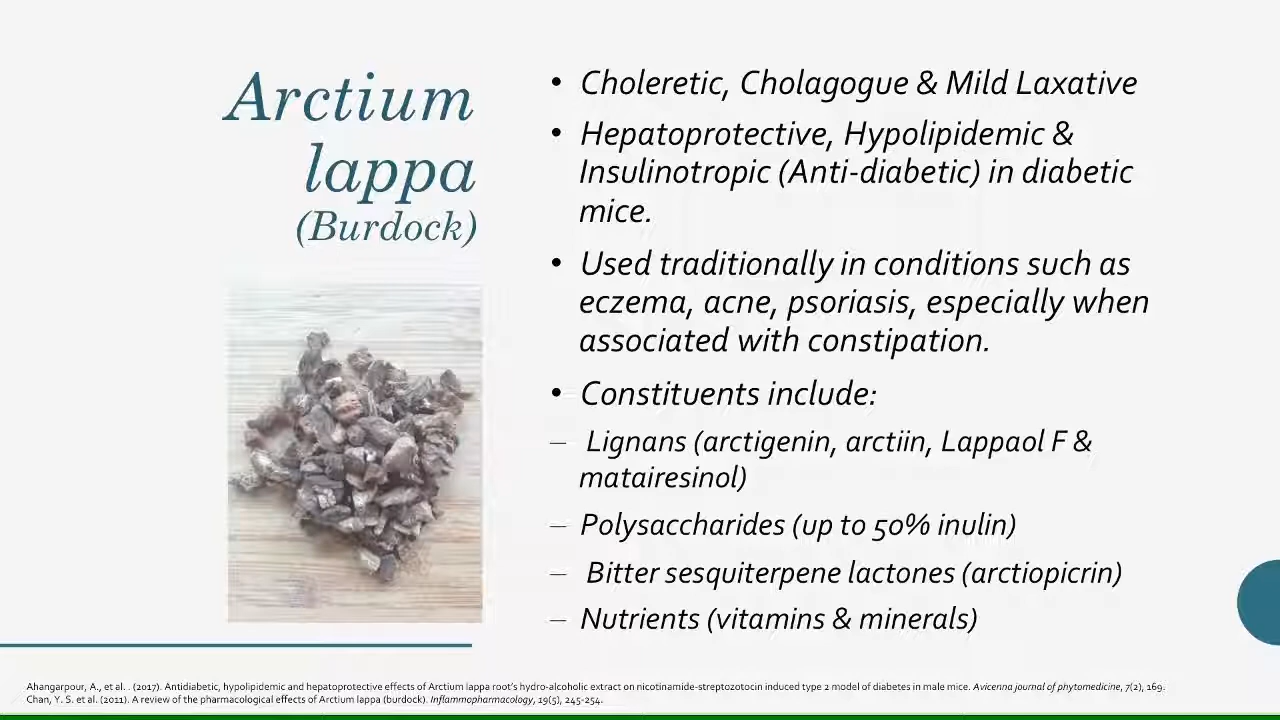 Arctium
lappa
(Burdock)
• Choleretic, Cholagogue & Mild Laxative
• Hepatoprotective, Hypolipidemic &
Insulinotropic (Anti-diabetic) in diabetic
mice.
• Used traditionally in conditions such as
eczema, acne, psoriasis, especially when
associated with constipation.
• Constituents include:
– Lignans (arctigenin, arctiin, Lappaol F &
matairesinol)
– Polysaccharides (up to 50% inulin)
– Bitter sesquiterpene lactones (arctiopicrin)
– Nutrients (vitamins & minerals)
Ahangarpour, A., et al. . (2017). Antidiabetic, hypolipidemic and hepatoprotective effects of Arctium lappa root's hydro-alcoholic extract on nicotinamide-streptozotocin induced type 2 model of diabetes in male mice. Avicenna journal of phytomedicine, 7(2), 169.
Chan, Y. S. et al. (2011). A review of the pharmacological effects of Arctium lappa (burdock). Inflammopharmacology, 19(5), 245-254.